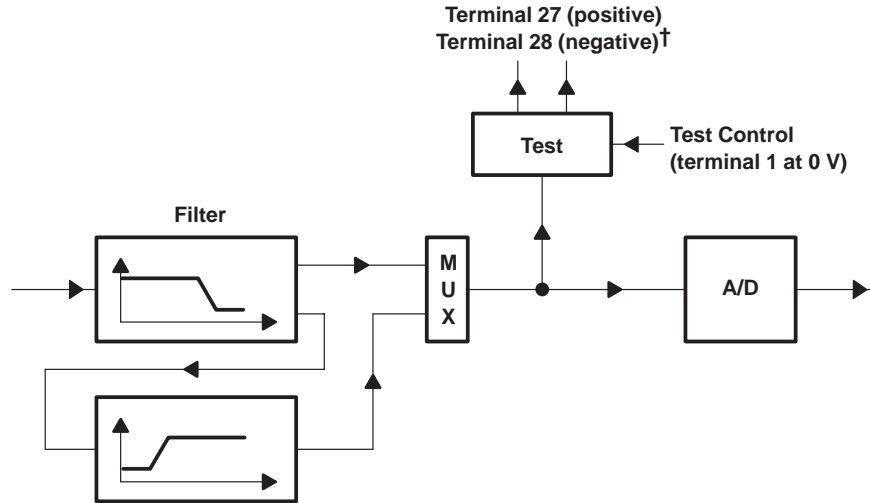 Terminal 27 (positive)
Terminal 28 (negative)†
Test
Test Control
(terminal 1 at 0 V)
Filter
M
U
X
A/D